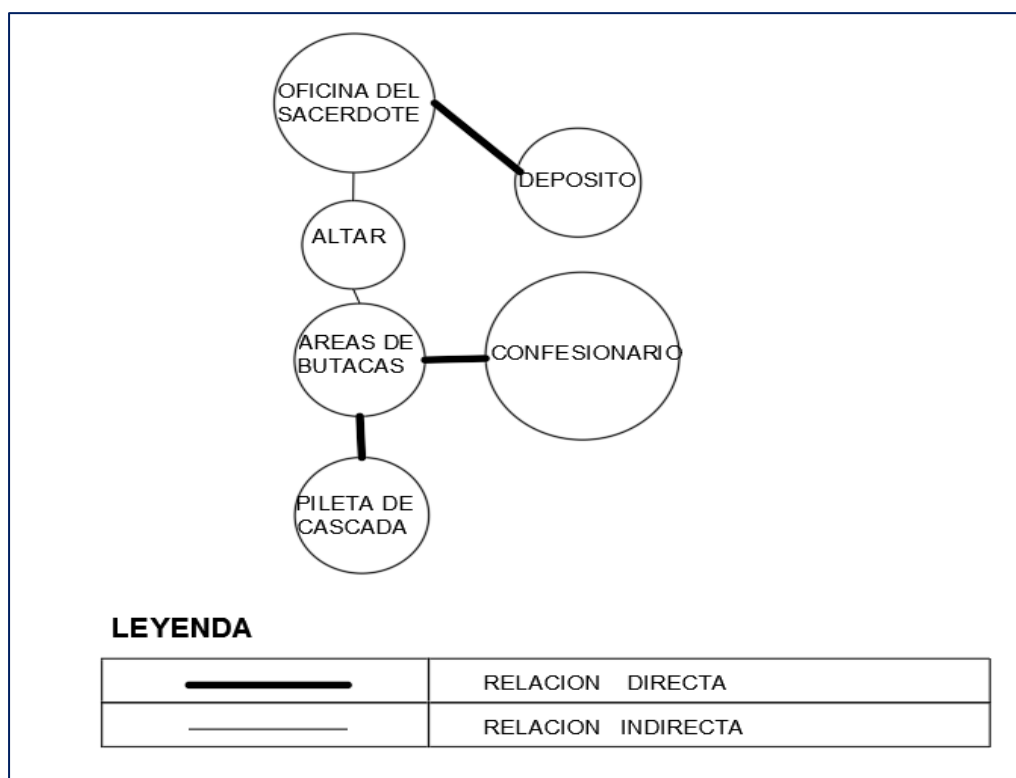 OFICINA DEL
SACERDOTE
DEPOSITO
ALTAR
AREAS DE
BUTACAS
CONFESIONARIO
PILETA DE
CASCADA
LEYENDA
RELACION DIRECTA
RELACION INDIRECTA